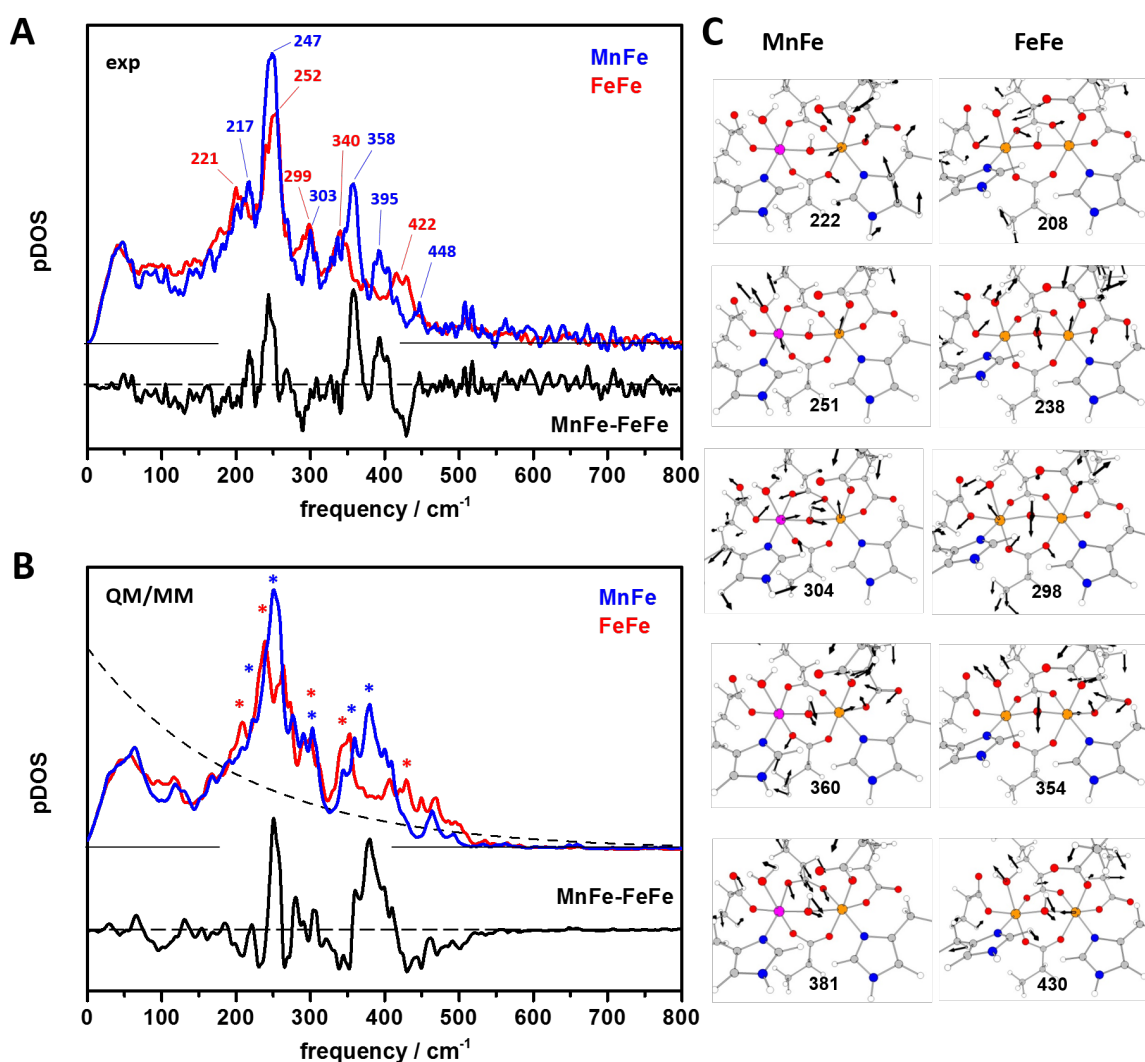 A
exp
MnFe
FeFe
247
252
217
221
299
303
340
358
395
422
448
pDOS
MnFe-FeFe
0 100 200 300 400 500 600 700 800
frequency / cm⁻¹
B
QM/MM
MnFe
FeFe
* * * * * * * * * * *
pDOS
MnFe-FeFe
0 100 200 300 400 500 600 700 800
frequency / cm⁻¹
C
MnFe FeFe
222 208
251 238
304 298
360 354
381 430